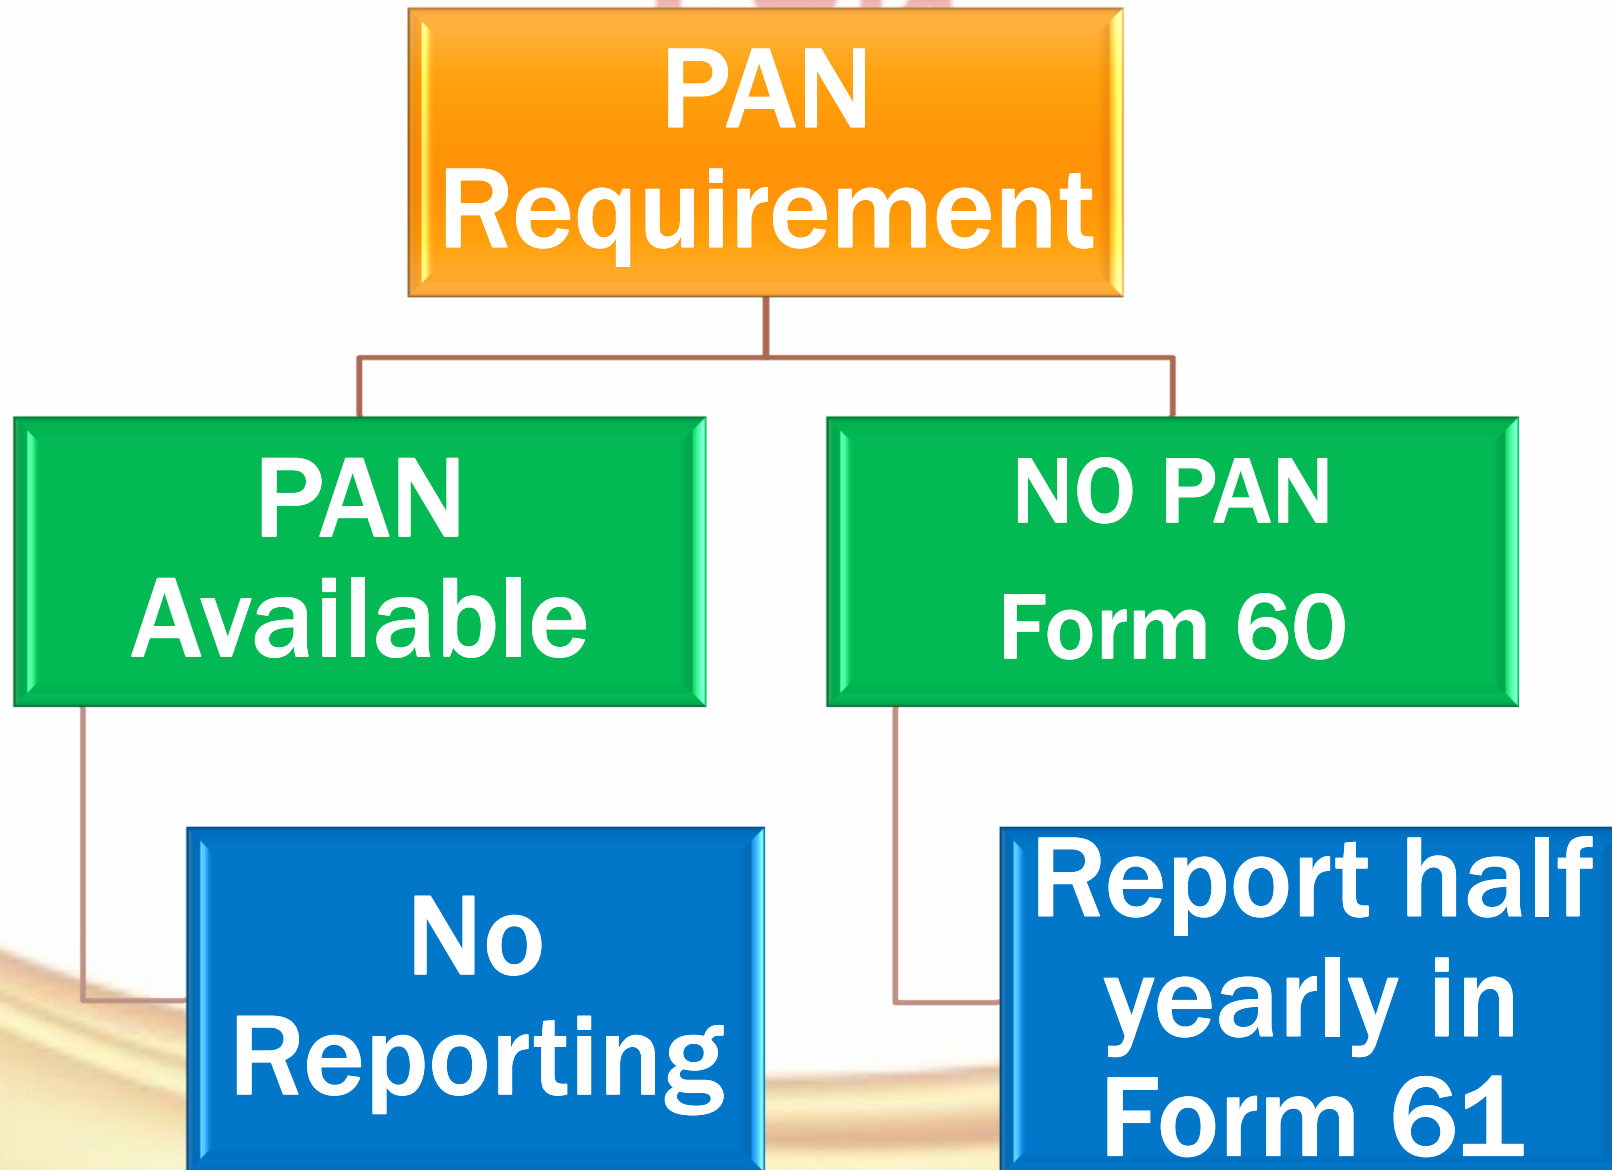 PAN
Requirement
PAN
Available
NO PAN
Form 60
No
Reporting
Report half
yearly in
Form 61